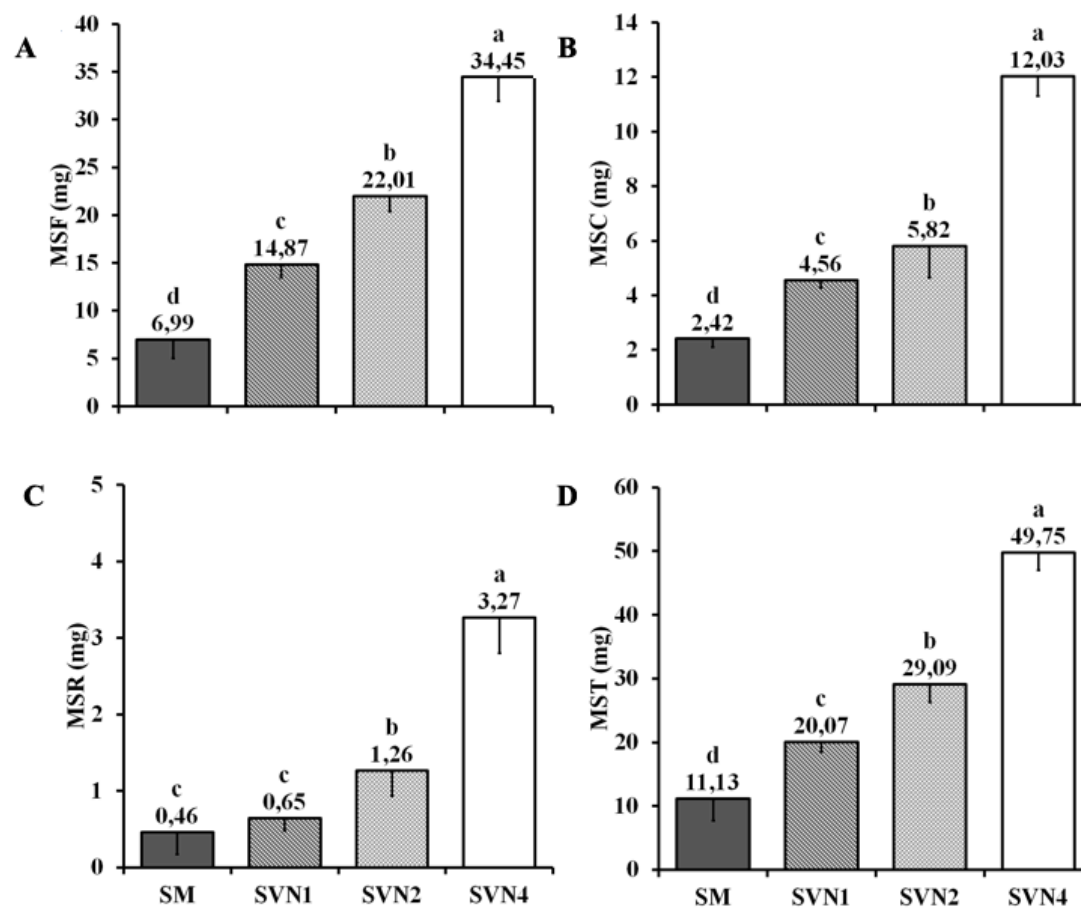 A
MSF (mg)
40
35
30
25
20
15
10
5
0
d
6,99
c
14,87
b
22,01
a
34,45
B
MSC (mg)
14
12
10
8
6
4
2
0
d
2,42
c
4,56
b
5,82
a
12,03
C
MSR (mg)
5
4
3
2
1
0
c
0,46
c
0,65
b
1,26
a
3,27
SM SVN1 SVN2 SVN4
D
MST (mg)
60
50
40
30
20
10
0
d
11,13
c
20,07
b
29,09
a
49,75
SM SVN1 SVN2 SVN4